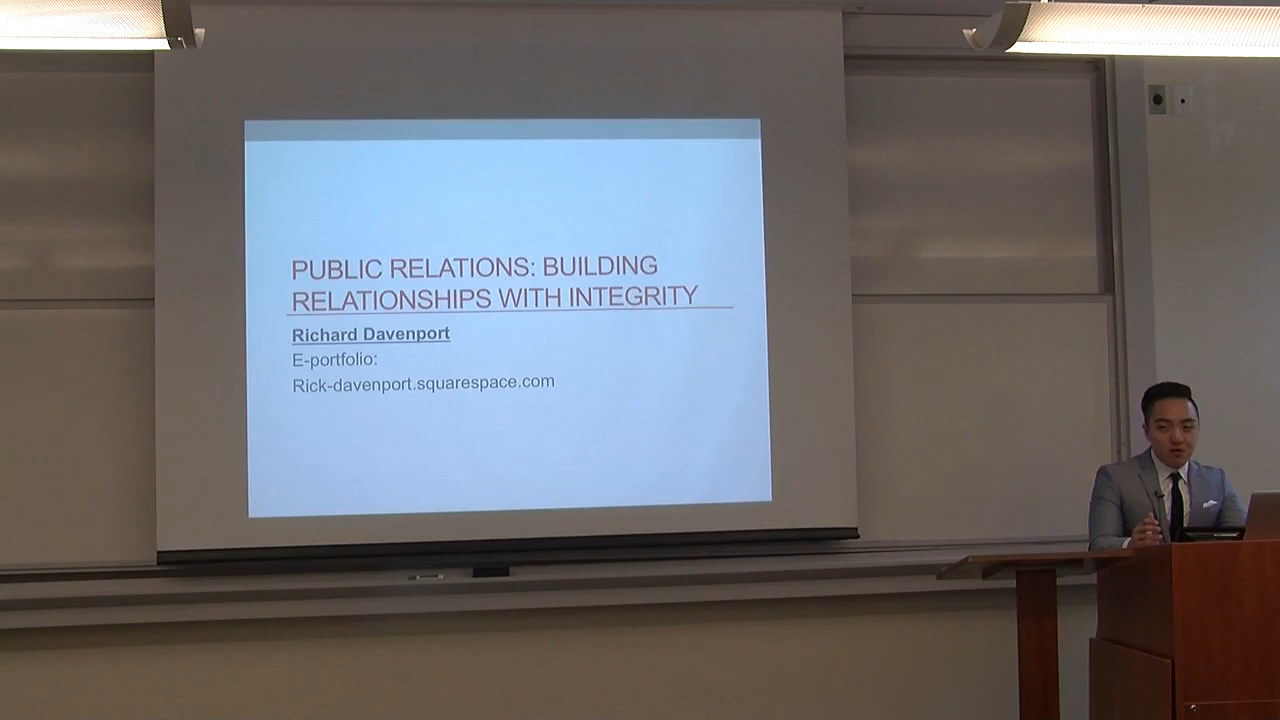 PUBLIC RELATIONS: BUILDING
RELATIONSHIPS WITH INTEGRITY
Richard Davenport
E-portfolio:
Rick-davenport.squarespace.com